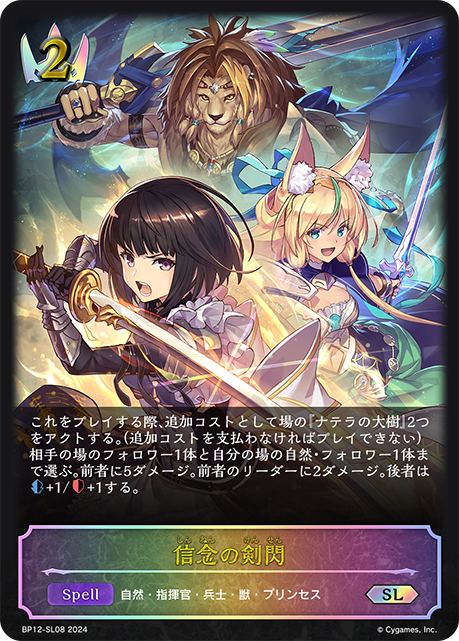 2
これをプレイする際、追加コストとして場の『ナテラの大樹』2つ
をアクトする。(追加コストを支払わなければプレイできない)
相手の場のフォロワー1体と自分の場の自然・フォロワー1体ま
で選ぶ。前者に5ダメージ。前者のリーダーに2ダメージ。後者は
+1/+1する。
しんねん けんせん
信念の剣閃
Spell 自然・指揮官・兵士・獣・プリンセス SL
BP12-SL08 2024 © Cygames, Inc.